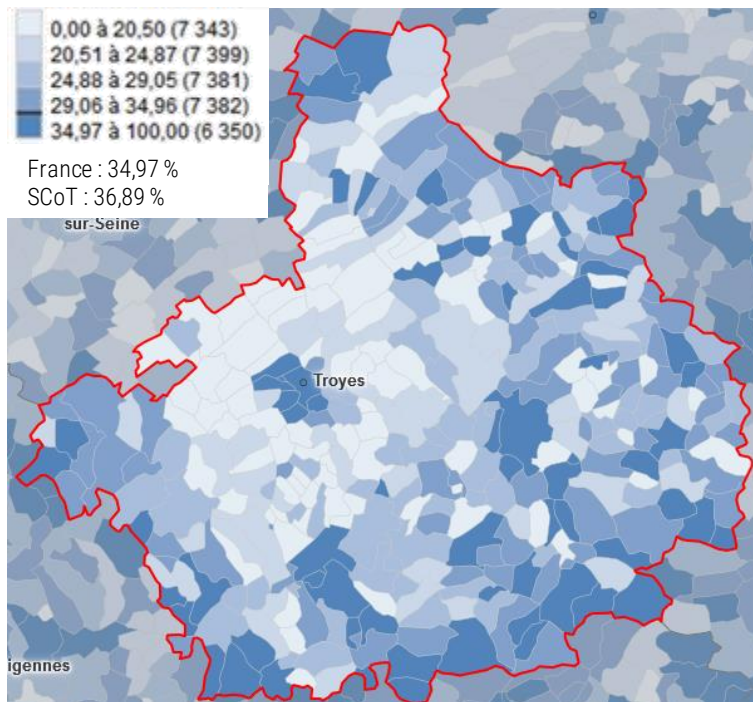 0,00 à 20,50 (7 343)
20,51 à 24,87 (7 399)
24,88 à 29,05 (7 381)
29,06 à 34,96 (7 382)
34,97 à 100,00 (6 350)
France : 34,97 %
SCoT : 36,89 %
sur-Seine
Troyes
igennes